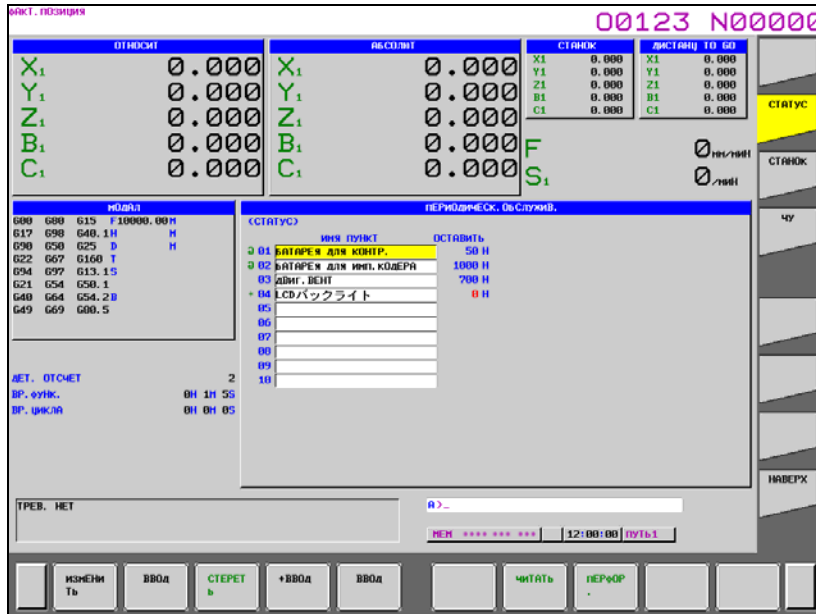 ФАКТ. ПОЗИЦИЯ
O0123 N00000
ОТНОСИТ
X1 0.000
Y1 0.000
Z1 0.000
B1 0.000
C1 0.000
АБСОЛЮТ
X1 0.000
Y1 0.000
Z1 0.000
B1 0.000
C1 0.000
СТАНОК
X1 0.000
Y1 0.000
Z1 0.000
B1 0.000
C1 0.000
ДИСТАНЦ TO GO
X1 0.000
Y1 0.000
Z1 0.000
B1 0.000
C1 0.000
F 0 мм/мин
S1 0 /мин
МОДАЛ
G00 G80 G15 F10000.00M
G17 G98 G40.1H M
G90 G50 G25 D M
G22 G67 G160 T
G94 G97 G13.1S
G21 G54 G50.1
G40 G64 G54.2B
G49 G69 G80.5
ДЕТ. ОТСЧЕТ 2
ВР. ФУНК. 0H 1M 5S
ВР. ЦИКЛА 0H 0M 0S
ПЕРИОДИЧЕСК. ОБСЛУЖИВ.
(СТАТУС)
ИМЯ ПУНКТ ОСТАВИТЬ
@ 01 БАТАРЕЯ ДЛЯ КОНТР. 50 H
@ 02 БАТАРЕЯ ДЛЯ ИМП.КОДЕРА 1000 H
03 ДВИГ. ВЕНТ 700 H
* 04 LCDバックライト 0 H
05
06
07
08
09
10
ТРЕВ. НЕТ
A)_
MEM **** *** ***
12:00:00
ПУТЬ1
СТАТУС
СТАНОК
ЧУ
НАВЕРХ
ИЗМЕНИ
ТЬ
ВВОД
СТЕРЕТ
Ь
+ВВОД
ВВОД
ЧИТАТЬ
ПЕРФОР
.